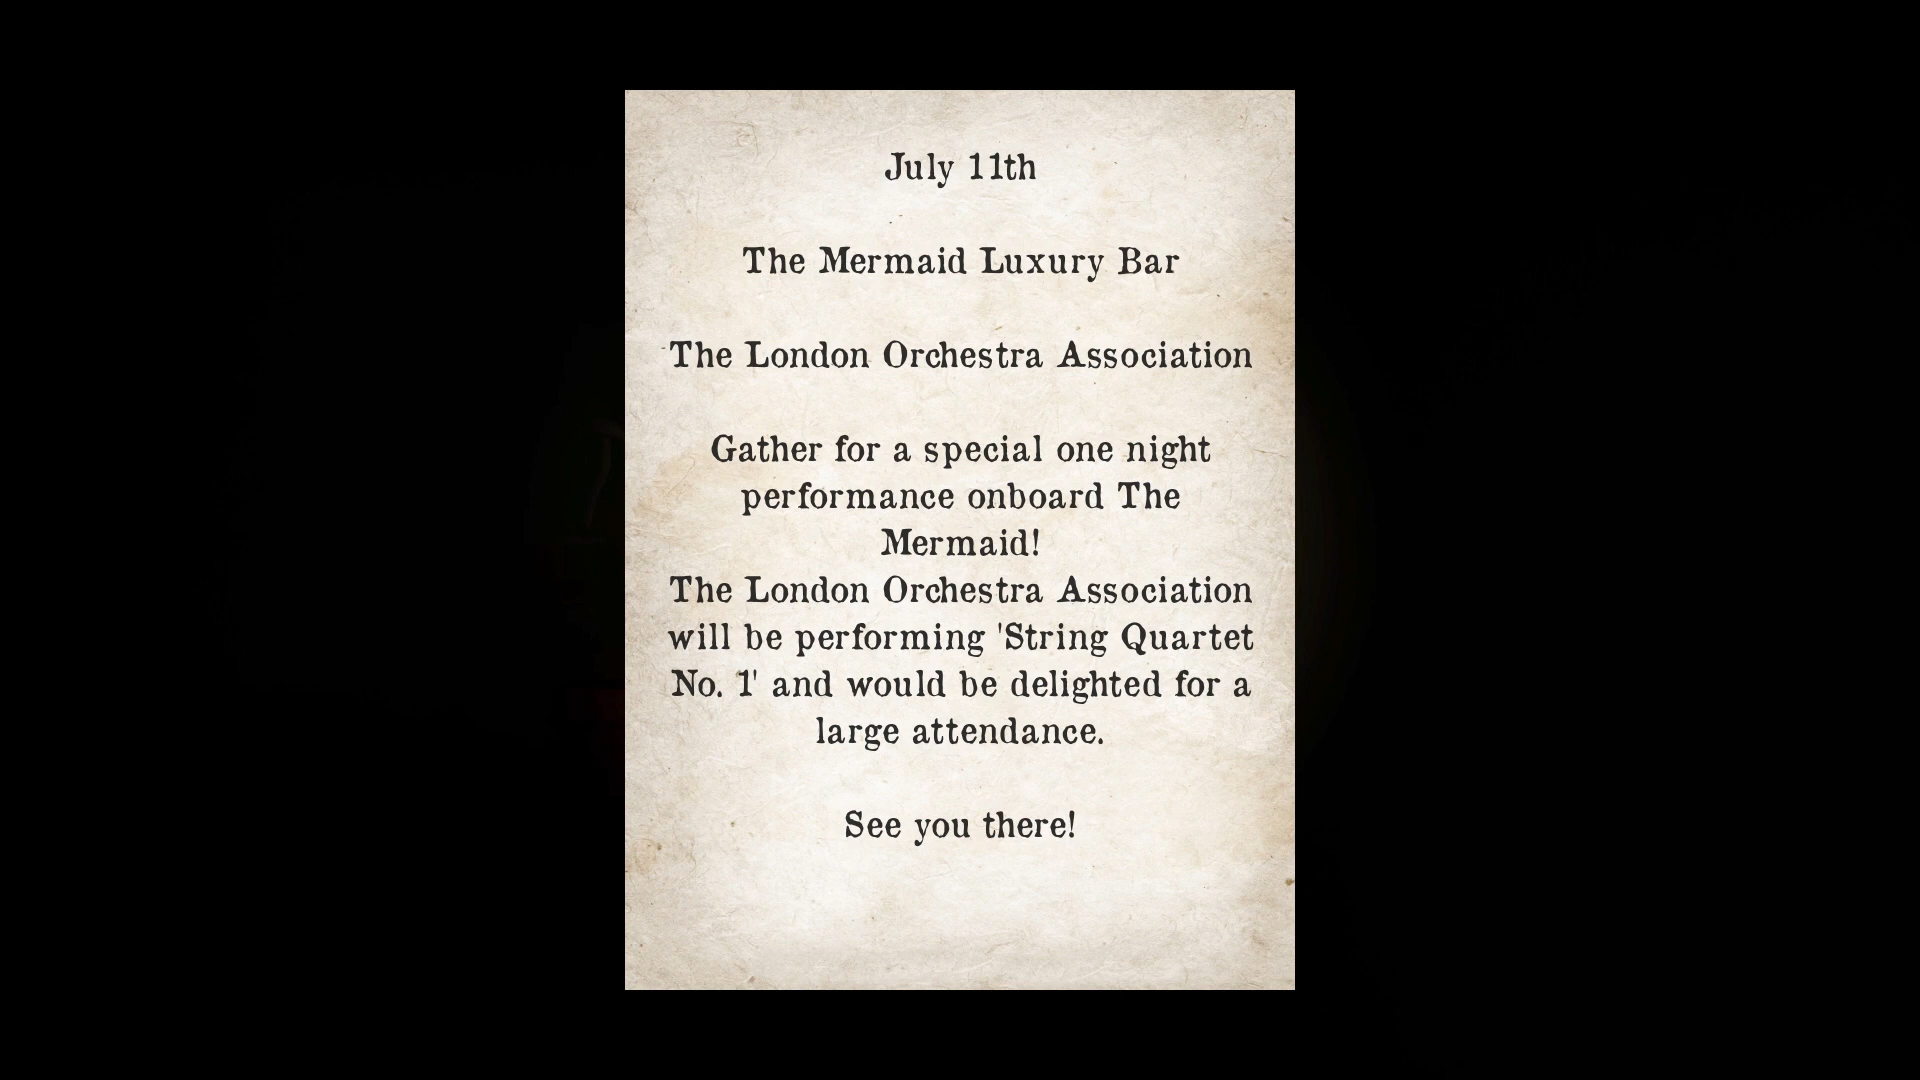 July 11th
The Mermaid Luxury Bar
The London Orchestra Association
Gather for a special one night
performance onboard The
Mermaid!
The London Orchestra Association
will be performing 'String Quartet
No. 1' and would be delighted for a
large attendance.
See you there!